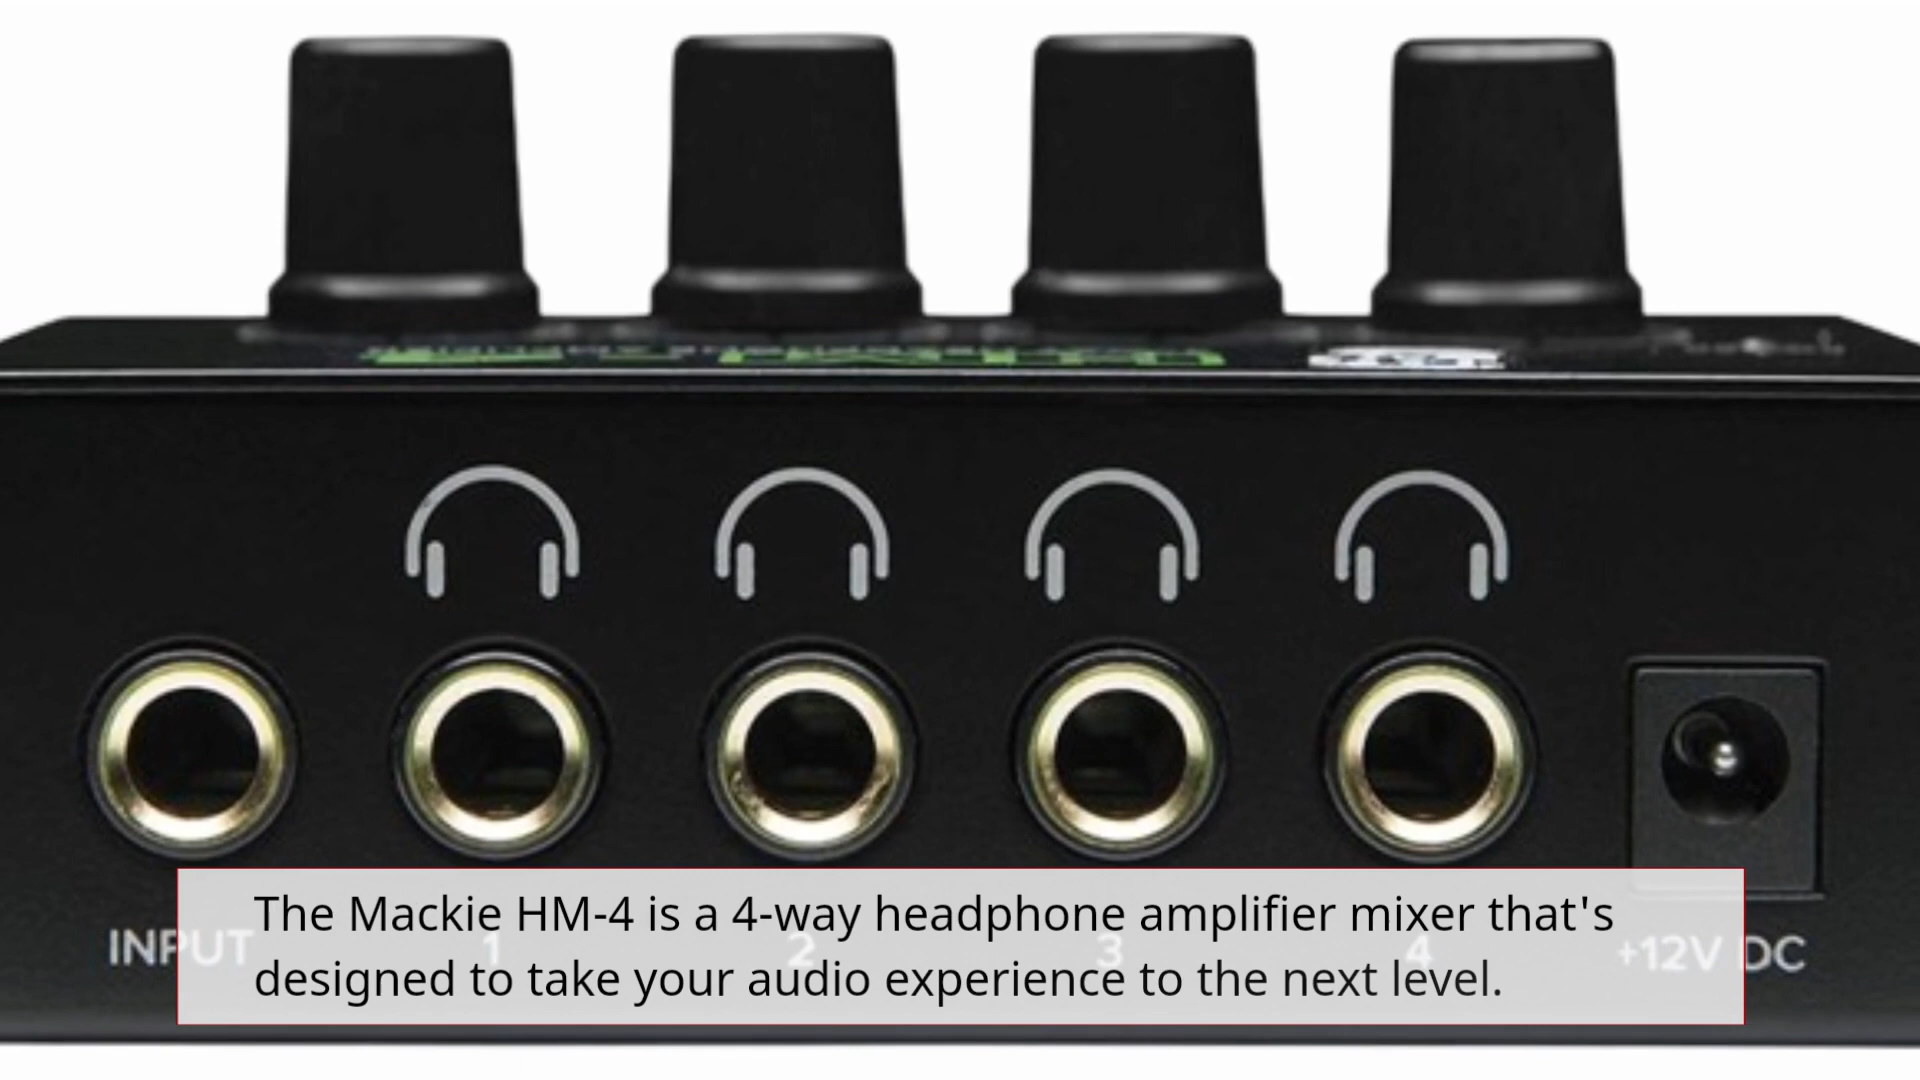 INPUT 1 2 3 4 +12V DC
The Mackie HM-4 is a 4-way headphone amplifier mixer that's
designed to take your audio experience to the next level.